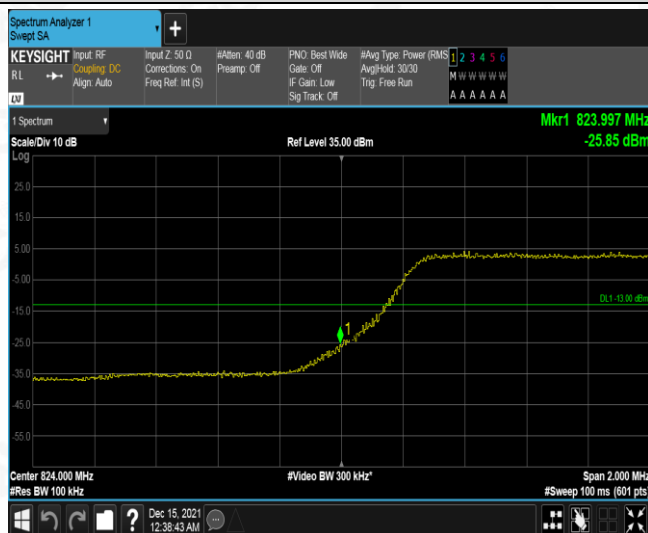 Spectrum Analyzer 1
Swept SA
+
KEYSIGHT
RL
LXI
Input: RF
Coupling: DC
Align: Auto
Input Z: 50 Ω
Corrections: On
Freq Ref: Int (S)
#Atten: 40 dB
Preamp: Off
PNO: Best Wide
Gate: Off
IF Gain: Low
Sig Track: Off
#Avg Type: Power (RMS
Avg|Hold: 30/30
Trig: Free Run
1 2 3 4 5 6
M W W W W W
A A A A A A
1 Spectrum
Mkr1 823.997 MHz
Scale/Div 10 dB
Ref Level 35.00 dBm
-25.85 dBm
Log
25.0
15.0
5.00
-5.00
DL1 -13.00 dBm
-15.0
1
-25.0
-35.0
-45.0
-55.0
Center 824.000 MHz
#Video BW 300 kHz*
Span 2.000 MHz
#Res BW 100 kHz
#Sweep 100 ms (601 pts)
?
Dec 15, 2021
12:38:43 AM